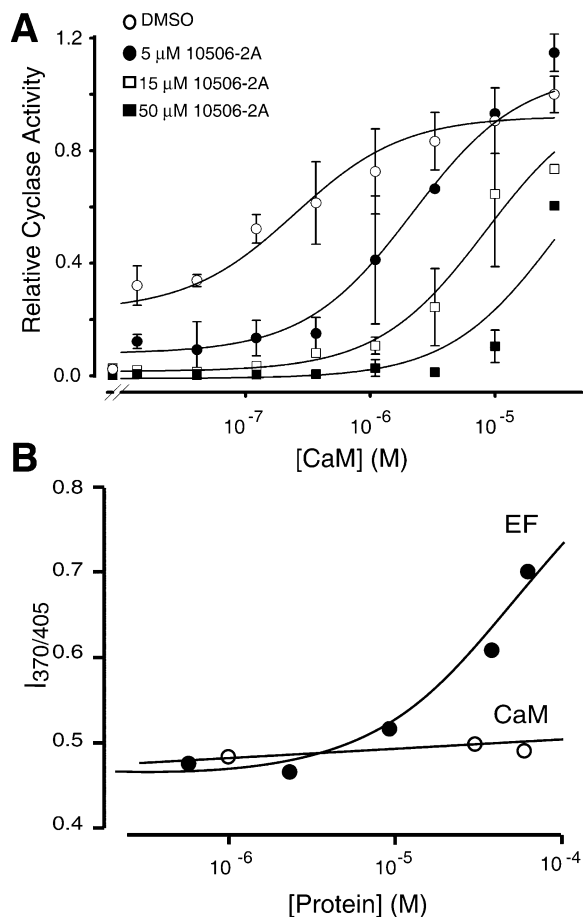 A
DMSO
5 μM 10506-2A
15 μM 10506-2A
50 μM 10506-2A
Relative Cyclase Activity
1.2
0.8
0.4
0.0
10⁻⁷
10⁻⁶
10⁻⁵
[CaM] (M)
B
0.8
0.7
0.6
0.5
0.4
I370/405
EF
CaM
10⁻⁶
10⁻⁵
10⁻⁴
[Protein] (M)